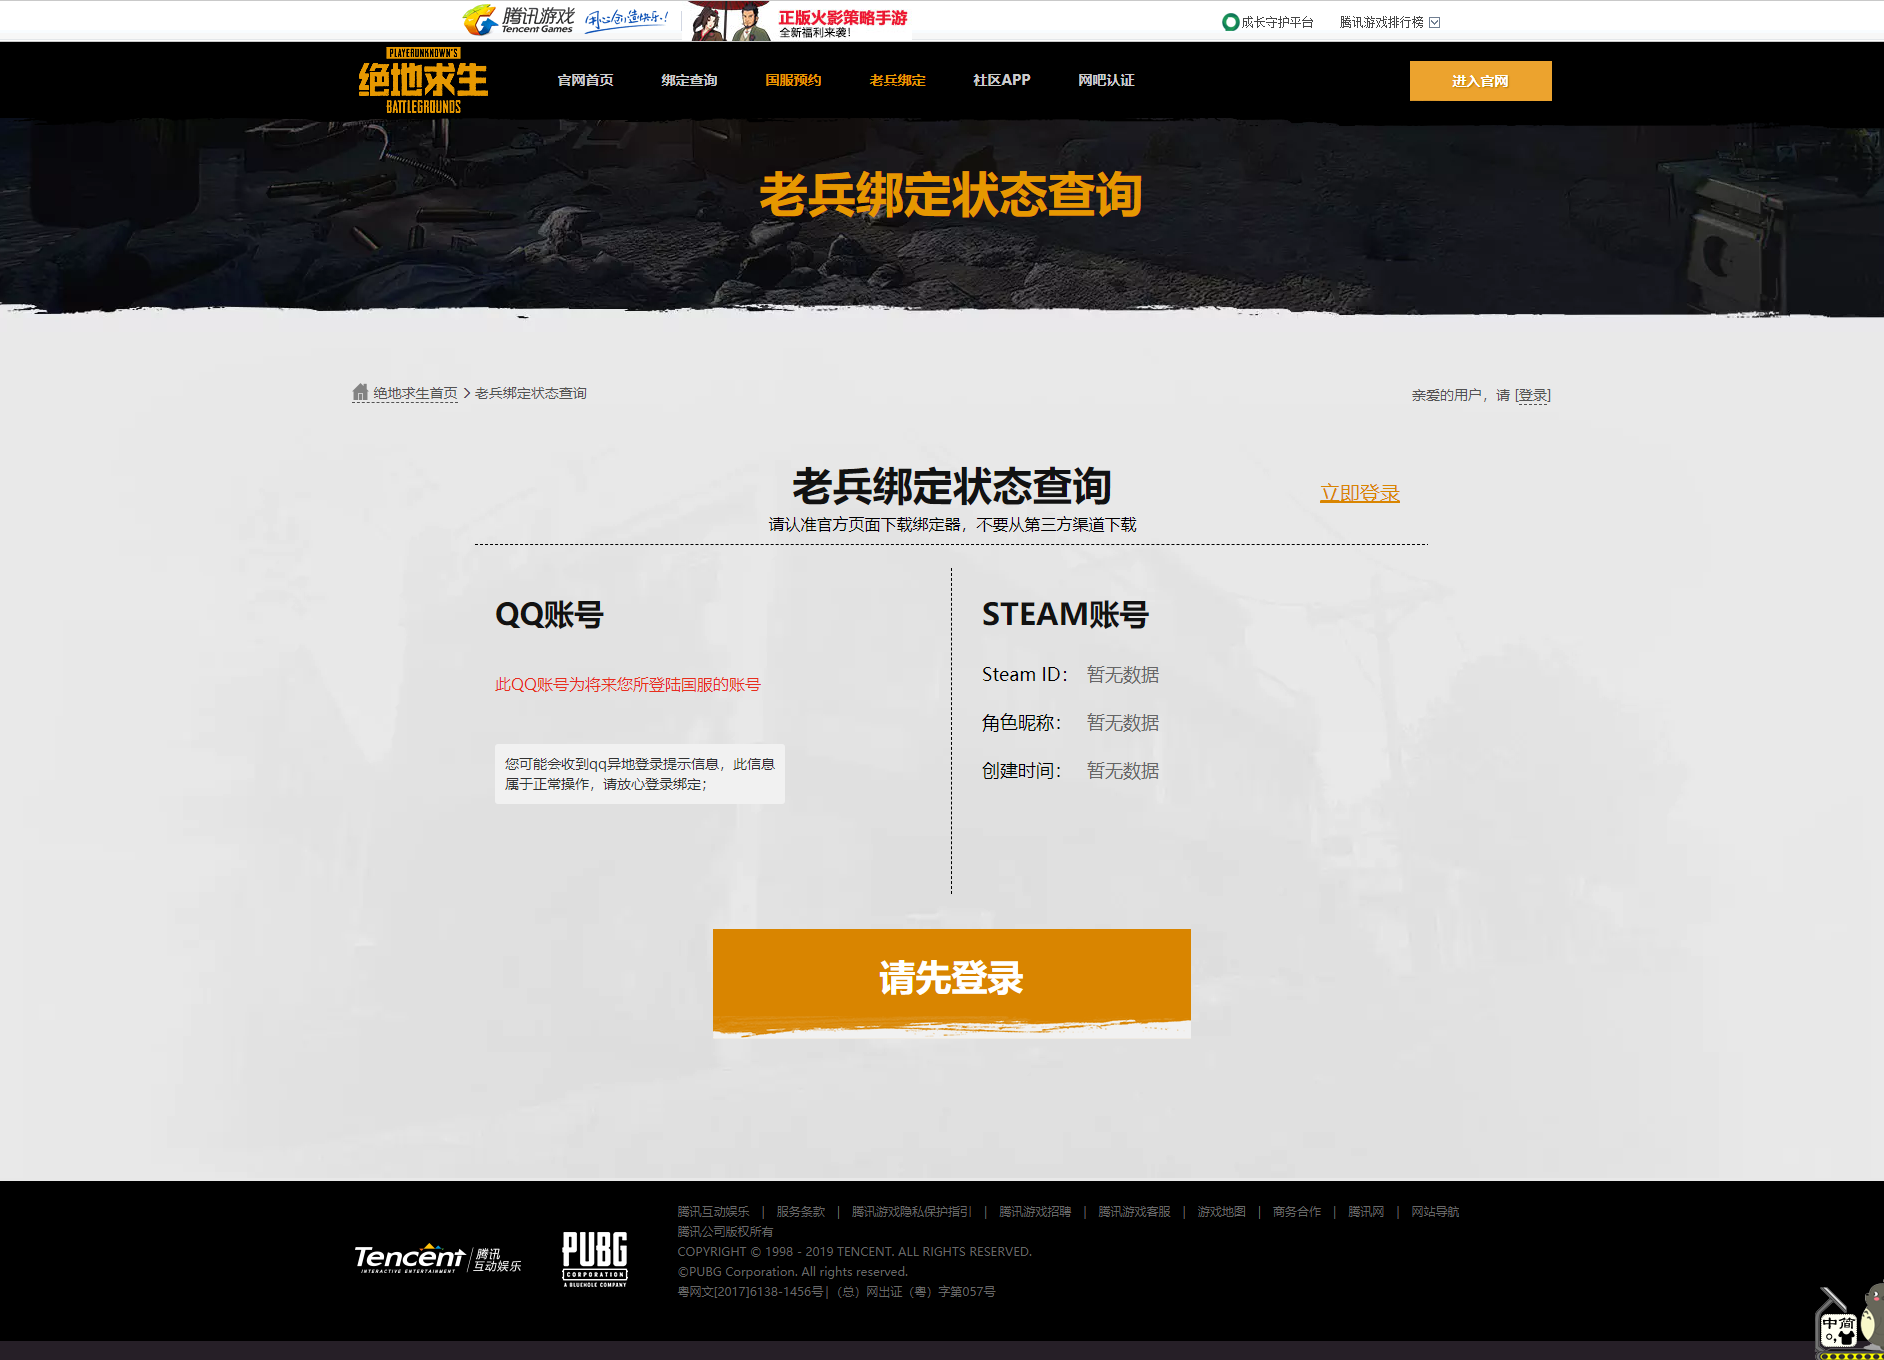 腾讯游戏
Tencent Games
用心创造快乐!
正版火影策略手游
全新福利来袭!
成长守护平台
腾讯游戏排行榜
PLAYERUNKNOWN'S
绝地求生
BATTLEGROUNDS
官网首页
绑定查询
国服预约
老兵绑定
社区APP
网吧认证
进入官网
老兵绑定状态查询
绝地求生首页 > 老兵绑定状态查询
亲爱的用户，请 [登录]
老兵绑定状态查询
立即登录
请认准官方页面下载绑定器，不要从第三方渠道下载
QQ账号
此QQ账号为将来您所登陆国服的账号
您可能会收到qq异地登录提示信息，此信息
属于正常操作，请放心登录绑定；
STEAM账号
Steam ID： 暂无数据
角色昵称： 暂无数据
创建时间： 暂无数据
请先登录
Tencent 腾讯
INTERACTIVE ENTERTAINMENT 互动娱乐
PUBG
CORPORATION
A BLUEHOLE COMPANY
腾讯互动娱乐 | 服务条款 | 腾讯游戏隐私保护指引 | 腾讯游戏招聘 | 腾讯游戏客服 | 游戏地图 | 商务合作 | 腾讯网 | 网站导航
腾讯公司版权所有
COPYRIGHT © 1998 - 2019 TENCENT. ALL RIGHTS RESERVED.
©PUBG Corporation. All rights reserved.
粤网文[2017]6138-1456号 |（总）网出证（粤）字第057号
中简